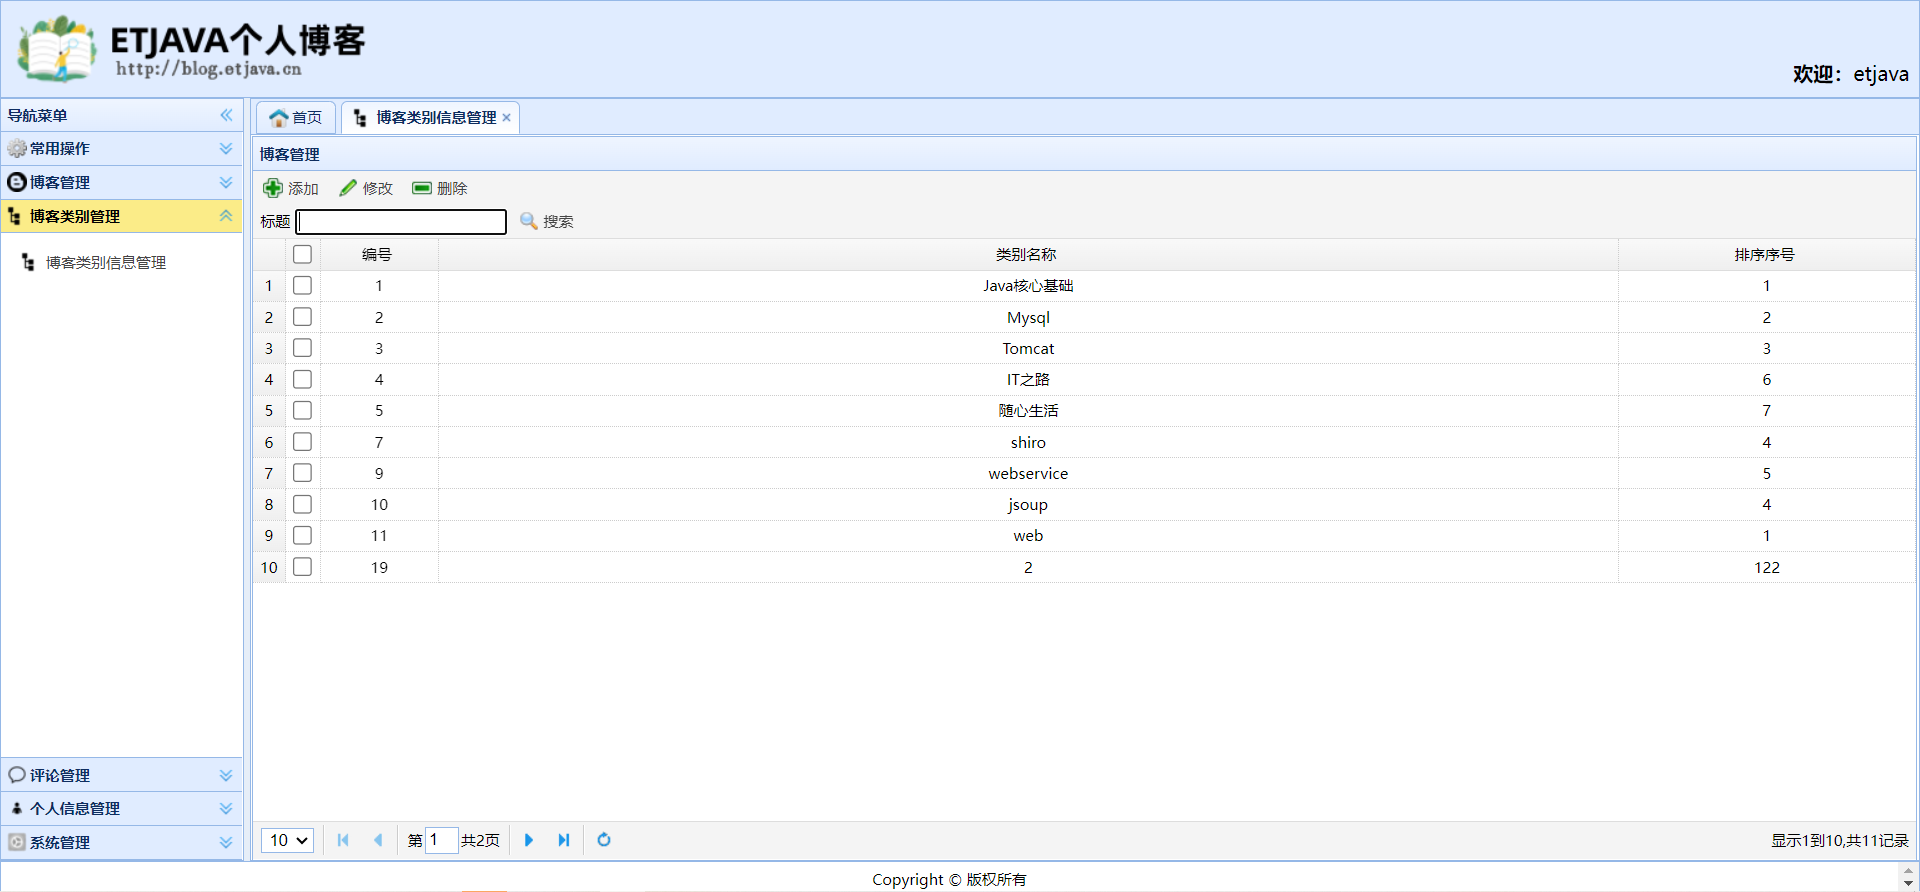 ETJAVA个人博客
http://blog.etjava.cn
欢迎：etjava
导航菜单
常用操作
博客管理
博客类别管理
博客类别信息管理
评论管理
个人信息管理
系统管理
首页
博客类别信息管理
博客管理
添加 修改 删除
标题 搜索
编号 类别名称 排序序号
1 1 Java核心基础 1
2 2 Mysql 2
3 3 Tomcat 3
4 4 IT之路 6
5 5 随心生活 7
6 7 shiro 4
7 9 webservice 5
8 10 jsoup 4
9 11 web 1
10 19 2 122
10 第 1 共2页 显示1到10,共11记录
Copyright © 版权所有